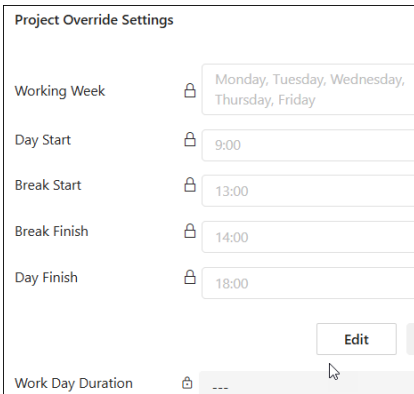 Project Override Settings
Working Week
Monday, Tuesday, Wednesday,
Thursday, Friday
Day Start
9:00
Break Start
13:00
Break Finish
14:00
Day Finish
18:00
Edit
Work Day Duration
---